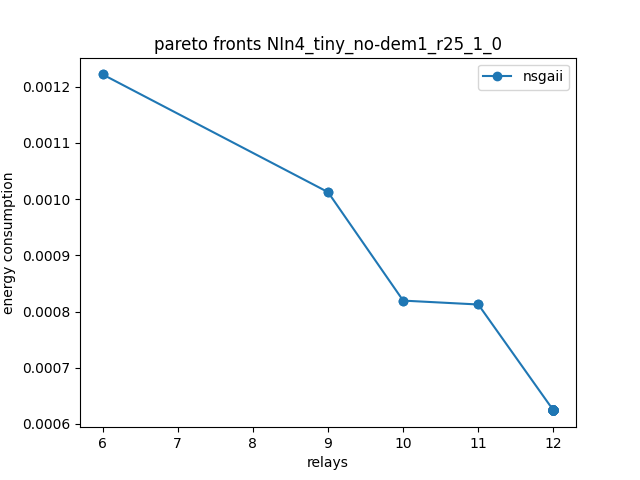 pareto fronts NIn4_tiny_no-dem1_r25_1_0
nsgaii
energy consumption
0.0012
0.0011
0.0010
0.0009
0.0008
0.0007
0.0006
6 7 8 9 10 11 12
relays